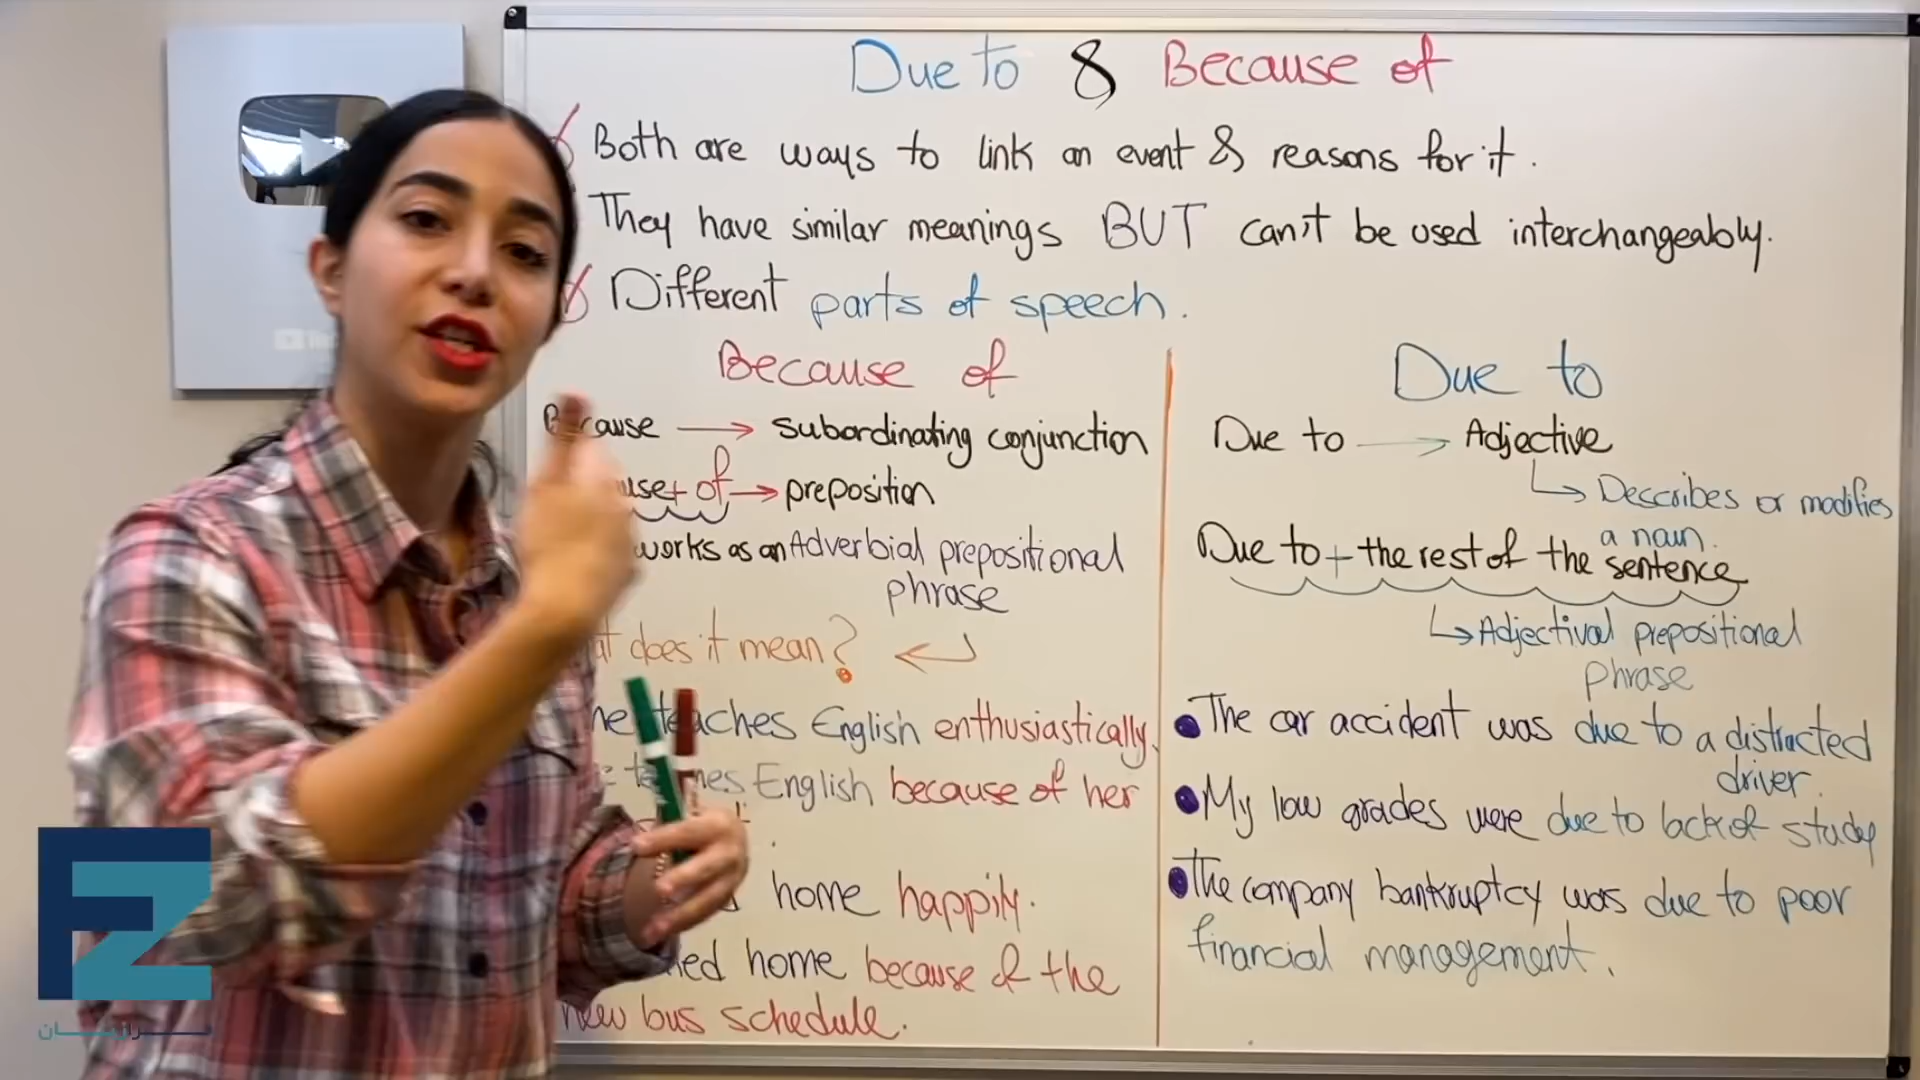 Due to & Because of
Both are ways to link an event & reasons for it.
They have similar meanings BUT can't be used interchangeably.
Different parts of speech.
Because of
Because → subordinating conjunction
+ of → preposition
works as an Adverbial prepositional
phrase
does it mean?
teaches English enthusiastically.
English because of her
home happily.
home because of the
new bus schedule.
Due to
Due to → Adjective
Describes or modifies
a noun.
Due to + the rest of the sentence
Adjectival prepositional
phrase
The car accident was due to a distracted
driver.
My low grades were due to lack of study
The company bankruptcy was due to poor
financial management.
FZ
فرازبان